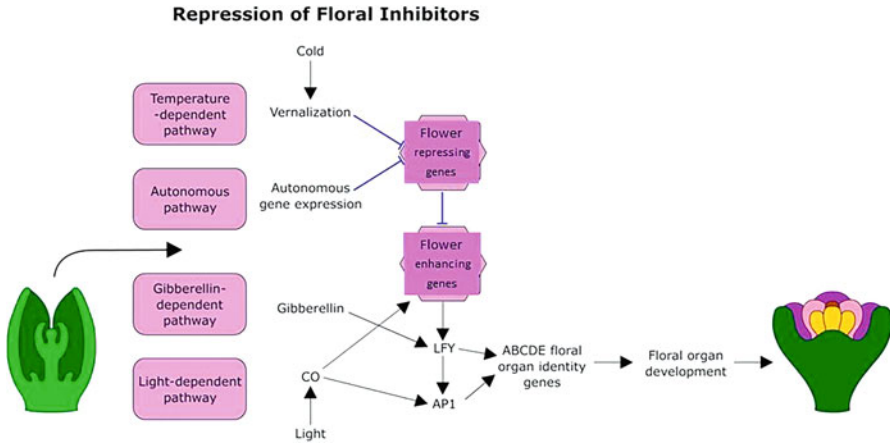 Repression of Floral Inhibitors
Cold
Temperature
-dependent
pathway
Vernalization
Flower
repressing
genes
Autonomous
pathway
Autonomous
gene expression
Flower
enhancing
genes
Gibberellin-
dependent
pathway
Gibberellin
LFY
ABCDE floral
organ identity
genes
Floral organ
development
Light-dependent
pathway
CO
AP1
Light